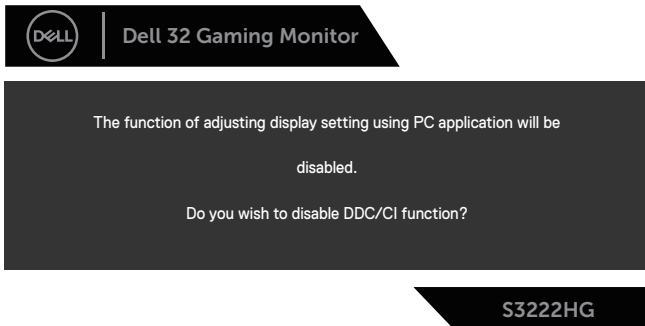 DELL
Dell 32 Gaming Monitor
The function of adjusting display setting using PC application will be
disabled.
Do you wish to disable DDC/CI function?
S3222HG